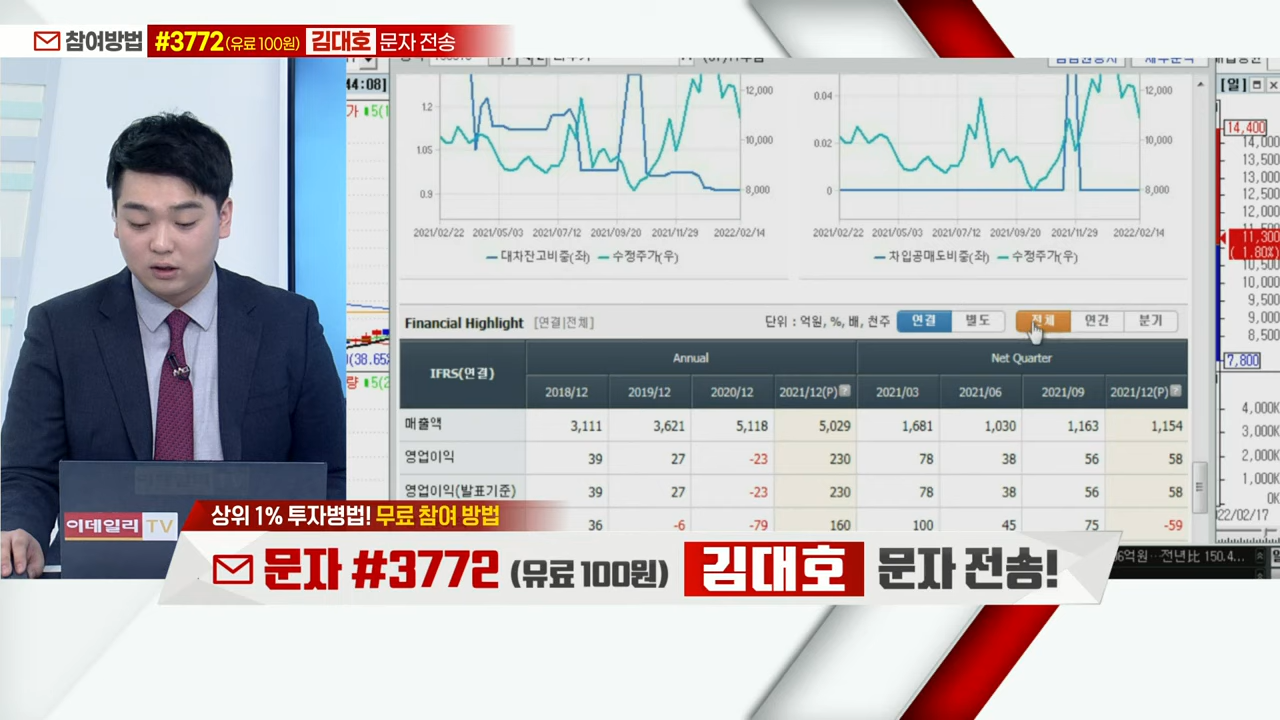 참여방법 #3772(유료 100원) 김대호 문자 전송
44:08]
[일]
12,000
1.2
10,000
1.05
8,000
0.9
2021/02/22 2021/05/03 2021/07/12 2021/09/20 2021/11/29 2022/02/14
대차잔고비중(좌) 수정주가(우)
0.04
12,000
0.02
10,000
0
8,000
2021/02/22 2021/05/03 2021/07/12 2021/09/20 2021/11/29 2022/02/14
차입공매도비중(좌) 수정주가(우)
14,400
14,000
13,500
13,000
12,500
12,000
11,300
( 1.80%
10,500
10,000
9,500
9,000
8,500
7,800
(38.65%
4,000K
3,000K
2,000K
1,000K
0K
22/02/17
Financial Highlight [연결|전체]
단위 : 억원, %, 배, 천주 연결 별도 전체 연간 분기
IFRS(연결) Annual Net Quarter
2018/12 2019/12 2020/12 2021/12(P) 2021/03 2021/06 2021/09 2021/12(P)
매출액 3,111 3,621 5,118 5,029 1,681 1,030 1,163 1,154
영업이익 39 27 -23 230 78 38 56 58
영업이익(발표기준) 39 27 -23 230 78 38 56 58
36 -6 -79 160 100 45 75 -59
6억원…전년比 150.4...
이데일리 TV
상위 1% 투자병법! 무료 참여 방법
문자 #3772 (유료 100원) 김대호 문자 전송!